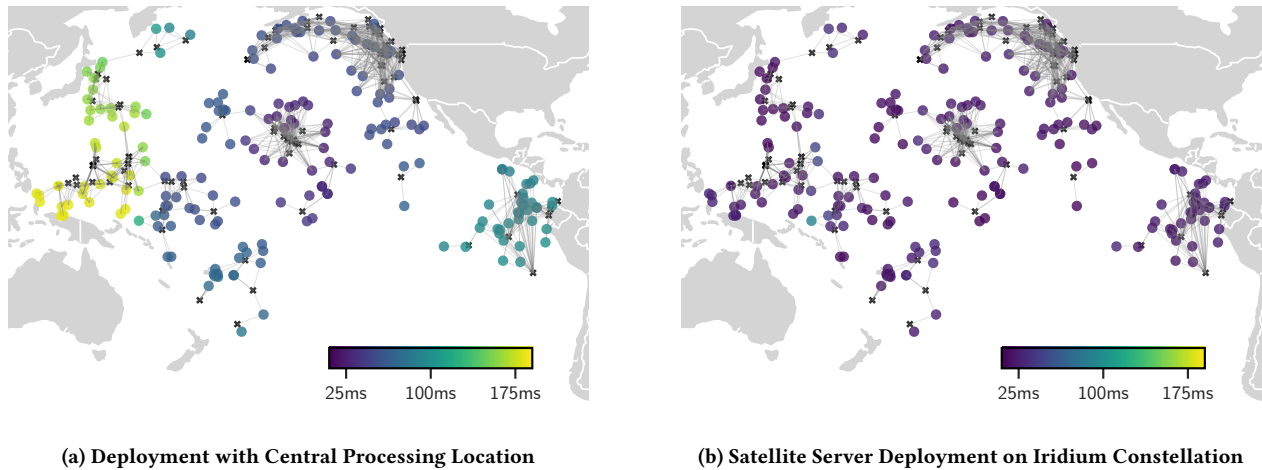 25ms 100ms 175ms
25ms 100ms 175ms
(a) Deployment with Central Processing Location
(b) Satellite Server Deployment on Iridium Constellation